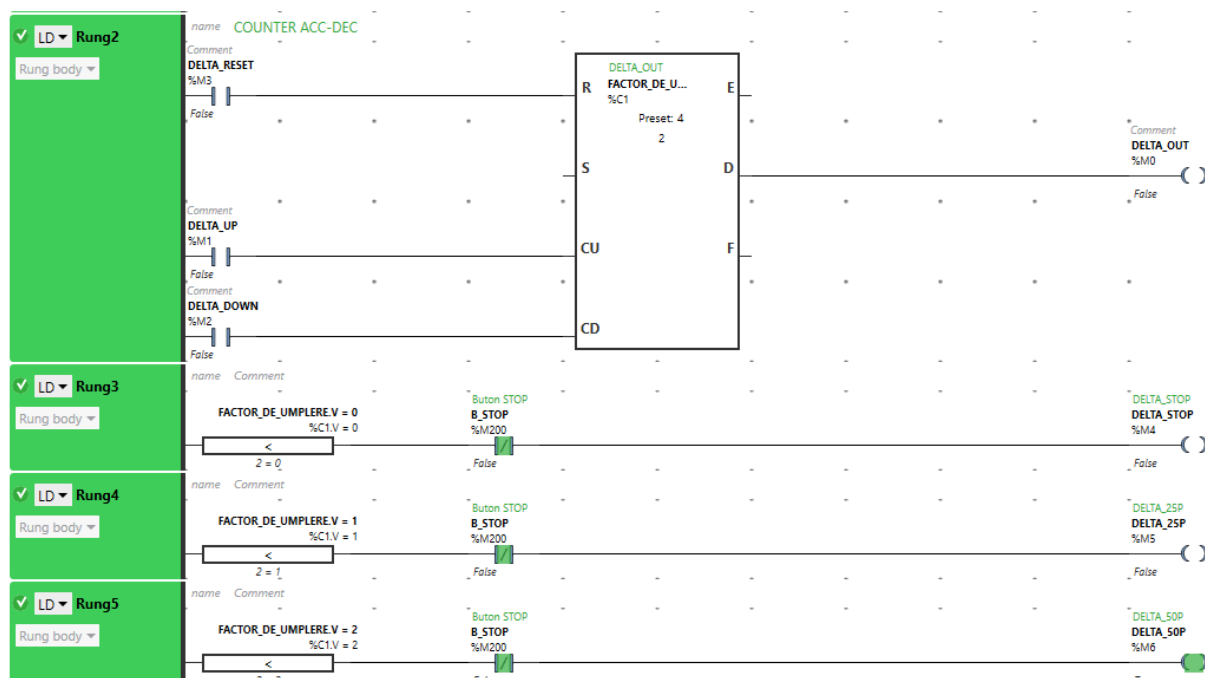 LD Rung2
Rung body
name COUNTER ACC-DEC
Comment
DELTA_RESET
%M3
False
DELTA_OUT
FACTOR_DE_U...
%C1
Preset: 4
2
R
E
S
D
CU
F
CD
Comment
DELTA_OUT
%M0
False
Comment
DELTA_UP
%M1
False
Comment
DELTA_DOWN
%M2
False
LD Rung3
Rung body
name Comment
FACTOR_DE_UMPLERE.V = 0
%C1.V = 0
<
2 = 0
Buton STOP
B_STOP
%M200
False
DELTA_STOP
DELTA_STOP
%M4
False
LD Rung4
Rung body
name Comment
FACTOR_DE_UMPLERE.V = 1
%C1.V = 1
<
2 = 1
Buton STOP
B_STOP
%M200
False
DELTA_25P
DELTA_25P
%M5
False
LD Rung5
Rung body
name Comment
FACTOR_DE_UMPLERE.V = 2
%C1.V = 2
<
Buton STOP
B_STOP
%M200
DELTA_50P
DELTA_50P
%M6